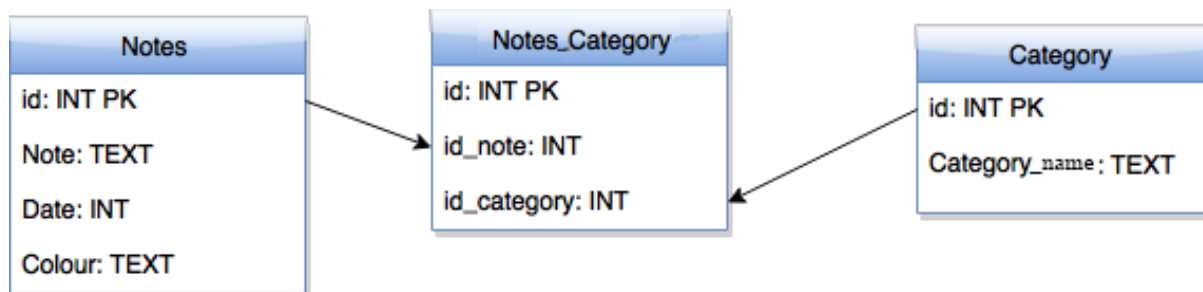 Notes
id: INT PK
Note: TEXT
Date: INT
Colour: TEXT
Notes_Category
id: INT PK
id_note: INT
id_category: INT
Category
id: INT PK
Category_name: TEXT